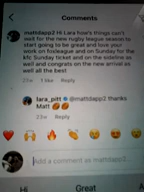 Comments
mattdapp2 Hi Lara how's things can't
wait for the new rugby league season to
start going to be great and love your
work on foxleague and on Sunday for the
kfc Sunday ticket and on the sideline as
well and congrats on the new arrival as
well all the best
27w 1 like Reply
lara_pitt @mattdapp2 thanks
Matt
27w Reply
Add a comment as mattdapp2
Hi
Great